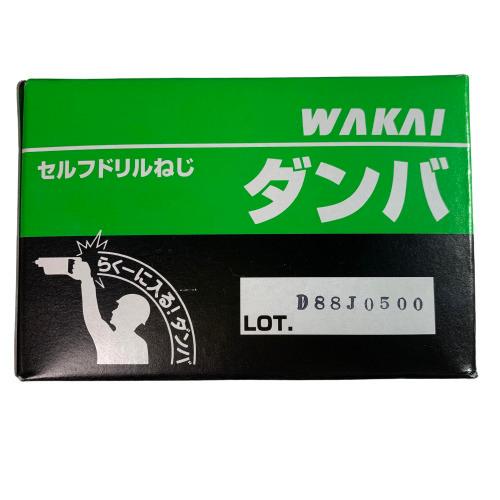 WAKAI
セルフドリルねじ
ダンバ
らくーに入る!ダンバ
D88J0500
LOT.